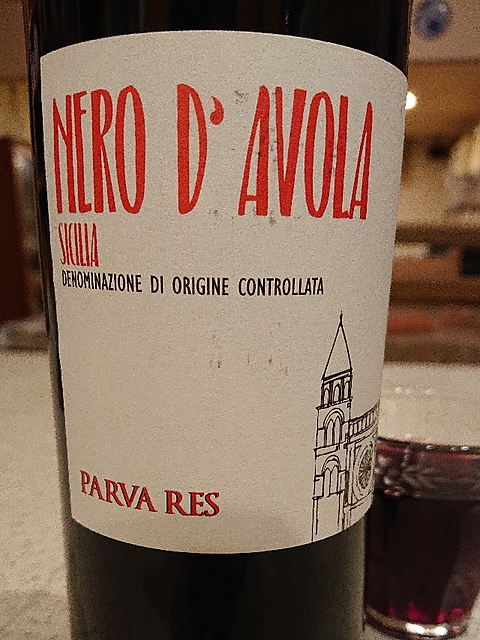 NERO D' AVOLA
SICILIA
DENOMINAZIONE DI ORIGINE CONTROLLATA
PARVA RES